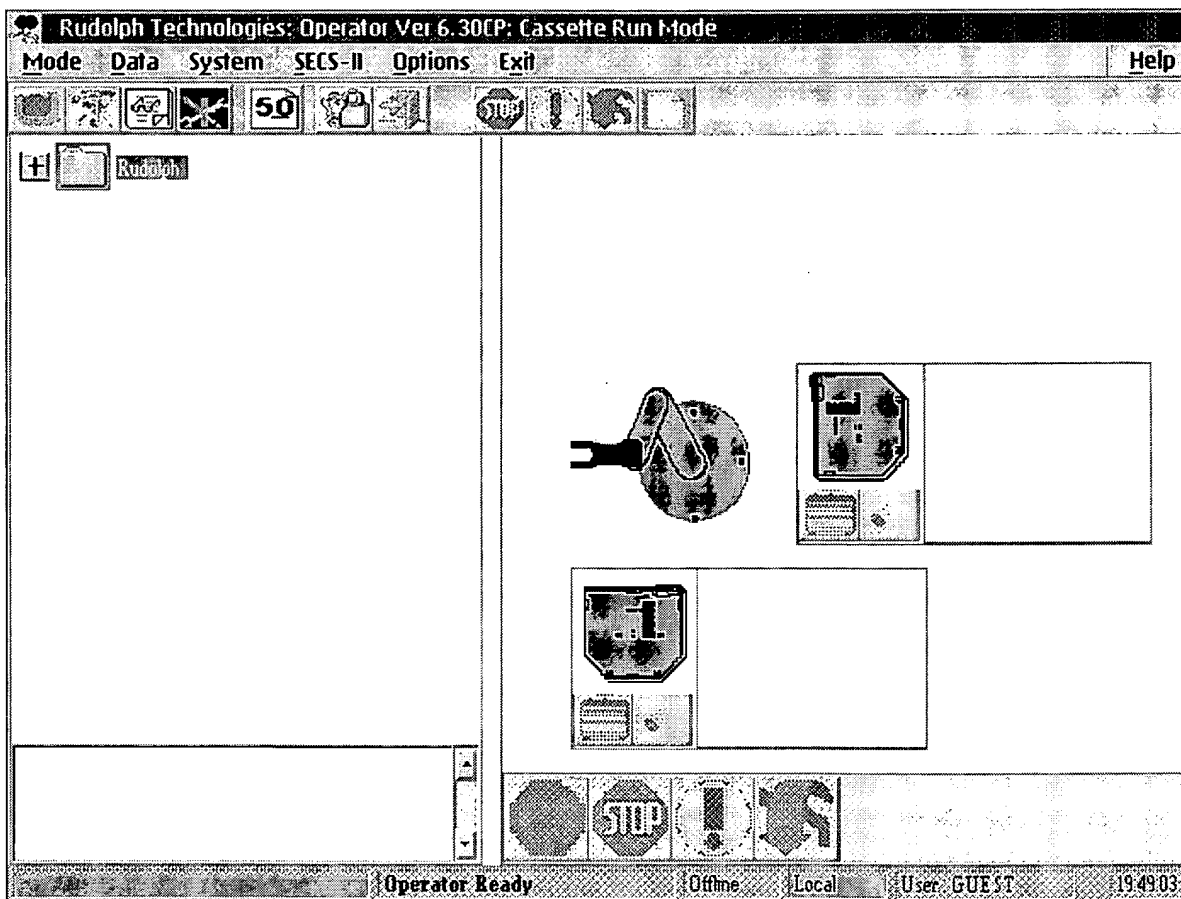 Rudolph Technologies: Operator Ver 6.30CP: Cassette Run Mode
Mode Data System SECS-II Options Exit Help
50 STOP
Rudolph
STOP
Operator Ready Offline Local User: GUEST 19:49:03